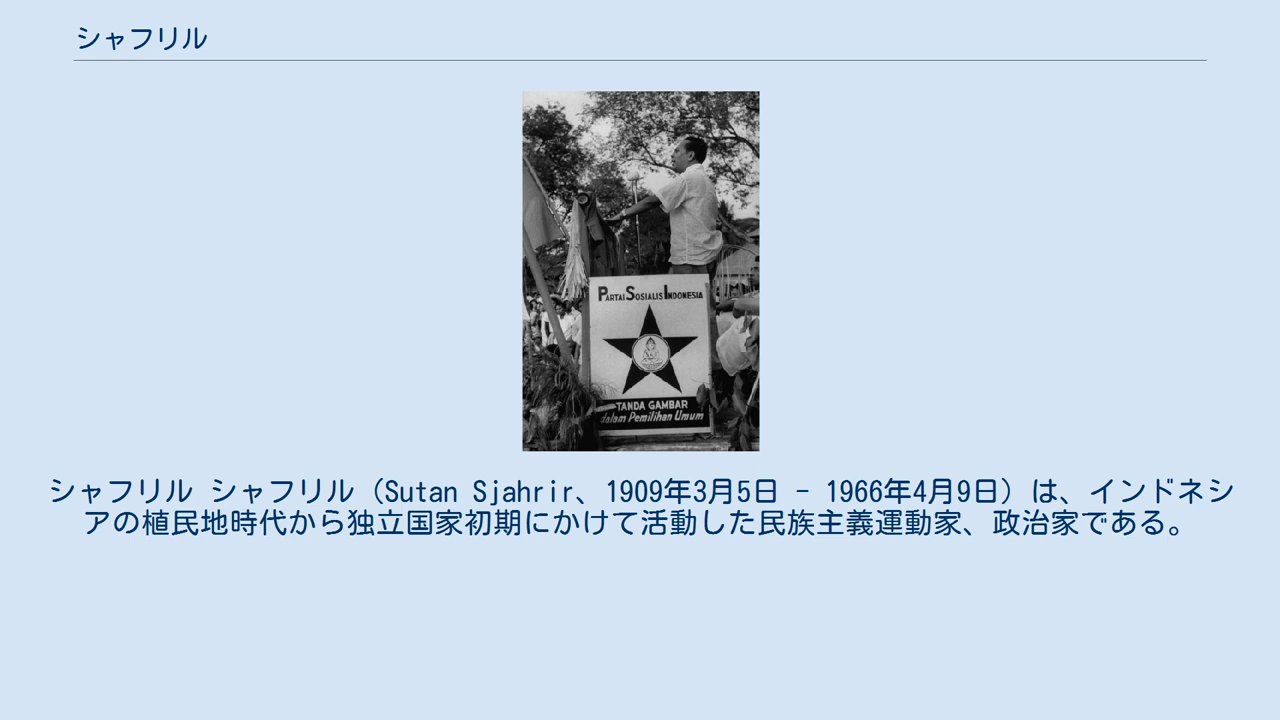 シャフリル
PARTAI SOSIALIS INDONESIA
TANDA GAMBAR
dalam Pemilihan Umum
シャフリル シャフリル（Sutan Sjahrir、1909年3月5日 - 1966年4月9日）は、インドネシ
アの植民地時代から独立国家初期にかけて活動した民族主義運動家、政治家である。